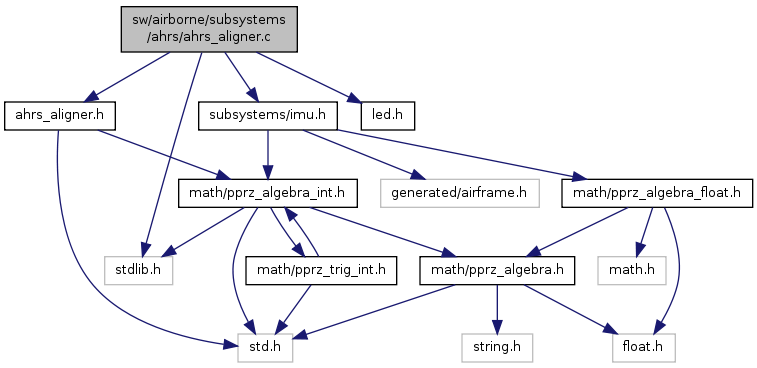 sw/airborne/subsystems
/ahrs/ahrs_aligner.c
ahrs_aligner.h
subsystems/imu.h
led.h
math/pprz_algebra_int.h
generated/airframe.h
math/pprz_algebra_float.h
stdlib.h
math/pprz_trig_int.h
math/pprz_algebra.h
math.h
std.h
string.h
float.h